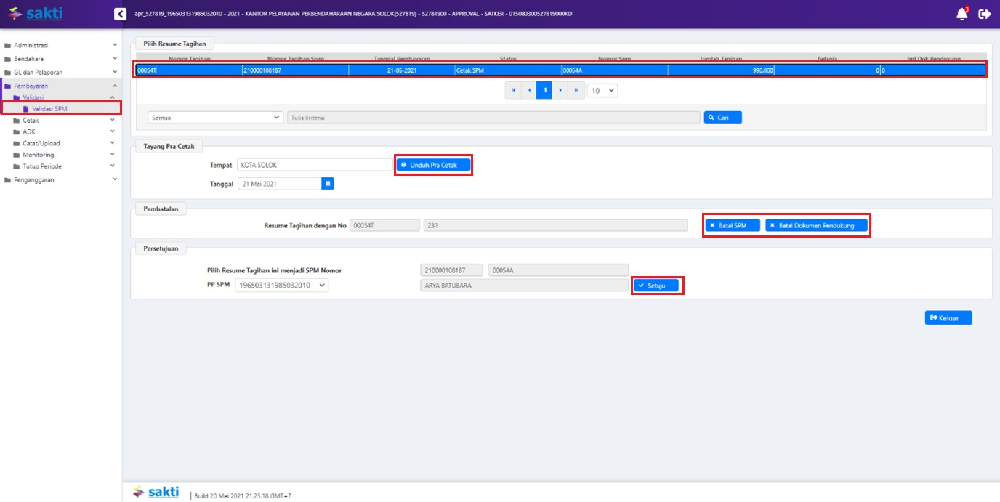 sakti
apr_527819_196503131985032010 - 2021 - KANTOR PELAYANAN PERBENDAHARAAN NEGARA SOLOK(527819) - 52781900 - APPROVAL - SATKER - 015080300527819000KD
3
Administrasi
Bendahara
GL dan Pelaporan
Pembayaran
Validasi
Validasi SPM
Cetak
ADK
Catat/Upload
Monitoring
Tutup Periode
Penganggaran
Pilih Resume Tagihan
Nomor Tagihan Nomor Tagihan Span Tanggal Pembayaran Status Nomor Spm Jumlah Tagihan Belanja Jml Dok Pendukung
00054T 210000108187 21-05-2021 Cetak SPM 00054A 990.000 0 0
1 10
Semua Tulis kriteria Cari
Tayang Pra Cetak
Tempat KOTA SOLOK Unduh Pra Cetak
Tanggal 21 Mei 2021
Pembatalan
Resume Tagihan dengan No 00054T 231 Batal SPM Batal Dokumen Pendukung
Persetujuan
Pilih Resume Tagihan ini menjadi SPM Nomor 210000108187 00054A
PP SPM 196503131985032010 ARYA BATUBARA Setuju
Keluar
sakti | Build 20 Mei 2021 21.23.18 GMT+7